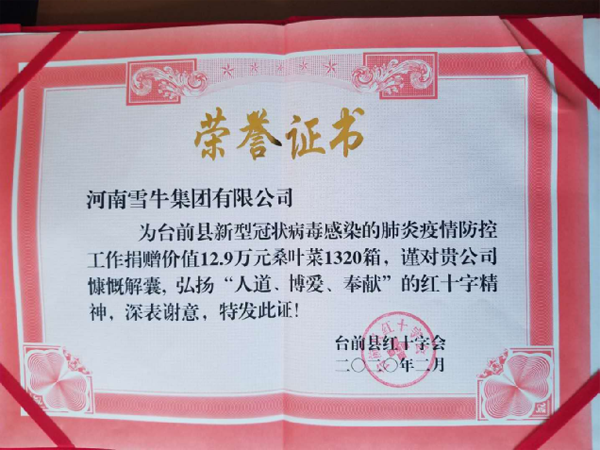 荣誉证书
河南雪牛集团有限公司
为台前县新型冠状病毒感染的肺炎疫情防控
工作捐赠价值12.9万元桑叶菜1320箱，谨对贵公司
慷慨解囊，弘扬“人道、博爱、奉献”的红十字精
神，深表谢意，特发此证！
台前县红十字会
二〇二〇年二月